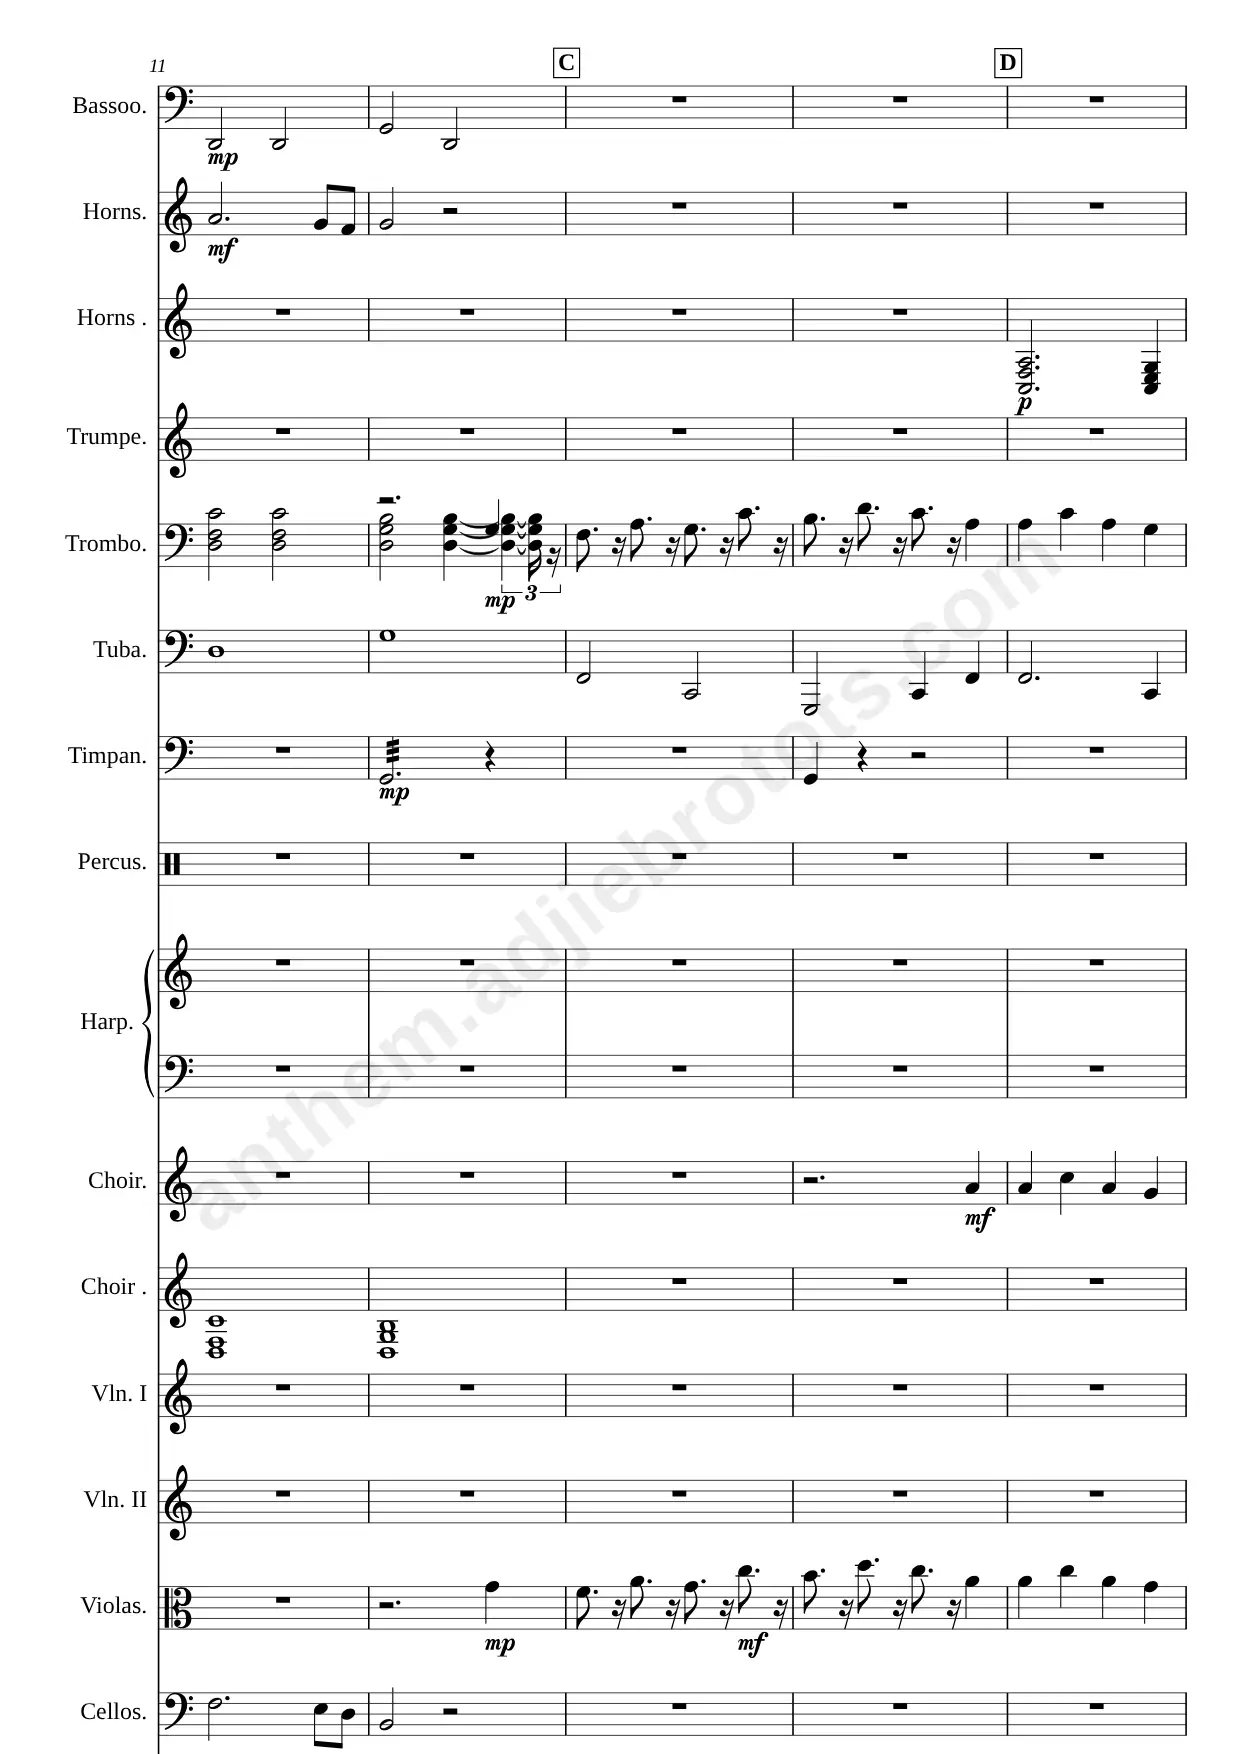 11
C
D
Bassoo.
mp
Horns.
mf
Horns .
p
Trumpe.
Trombo.
mp
3
Tuba.
Timpan.
mp
Percus.
Harp.
Choir.
mf
Choir .
Vln. I
Vln. II
Violas.
mp
mf
Cellos.
anthem.adjiebrotots.com